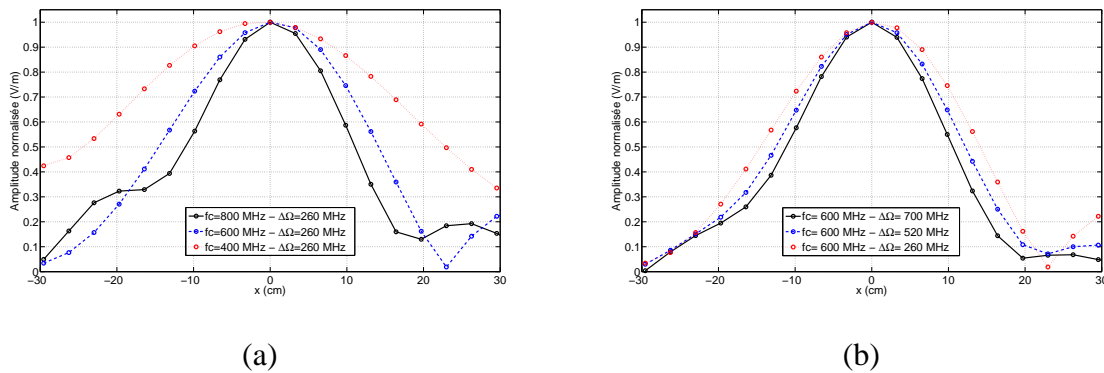 1
0.9
0.8
0.7
0.6
0.5
0.4
0.3
0.2
0.1
0
Amplitude normalisée (V/m)
fc=800 MHz − ΔΩ=260 MHz
fc=600 MHz − ΔΩ=260 MHz
fc=400 MHz − ΔΩ=260 MHz
−30 −20 −10 0 10 20 30
x (cm)
(a)
1
0.9
0.8
0.7
0.6
0.5
0.4
0.3
0.2
0.1
0
Amplitude normalisée (V/m)
fc= 600 MHz − ΔΩ= 700 MHz
fc= 600 MHz − ΔΩ= 520 MHz
fc= 600 MHz − ΔΩ= 260 MHz
−30 −20 −10 0 10 20 30
x (cm)
(b)